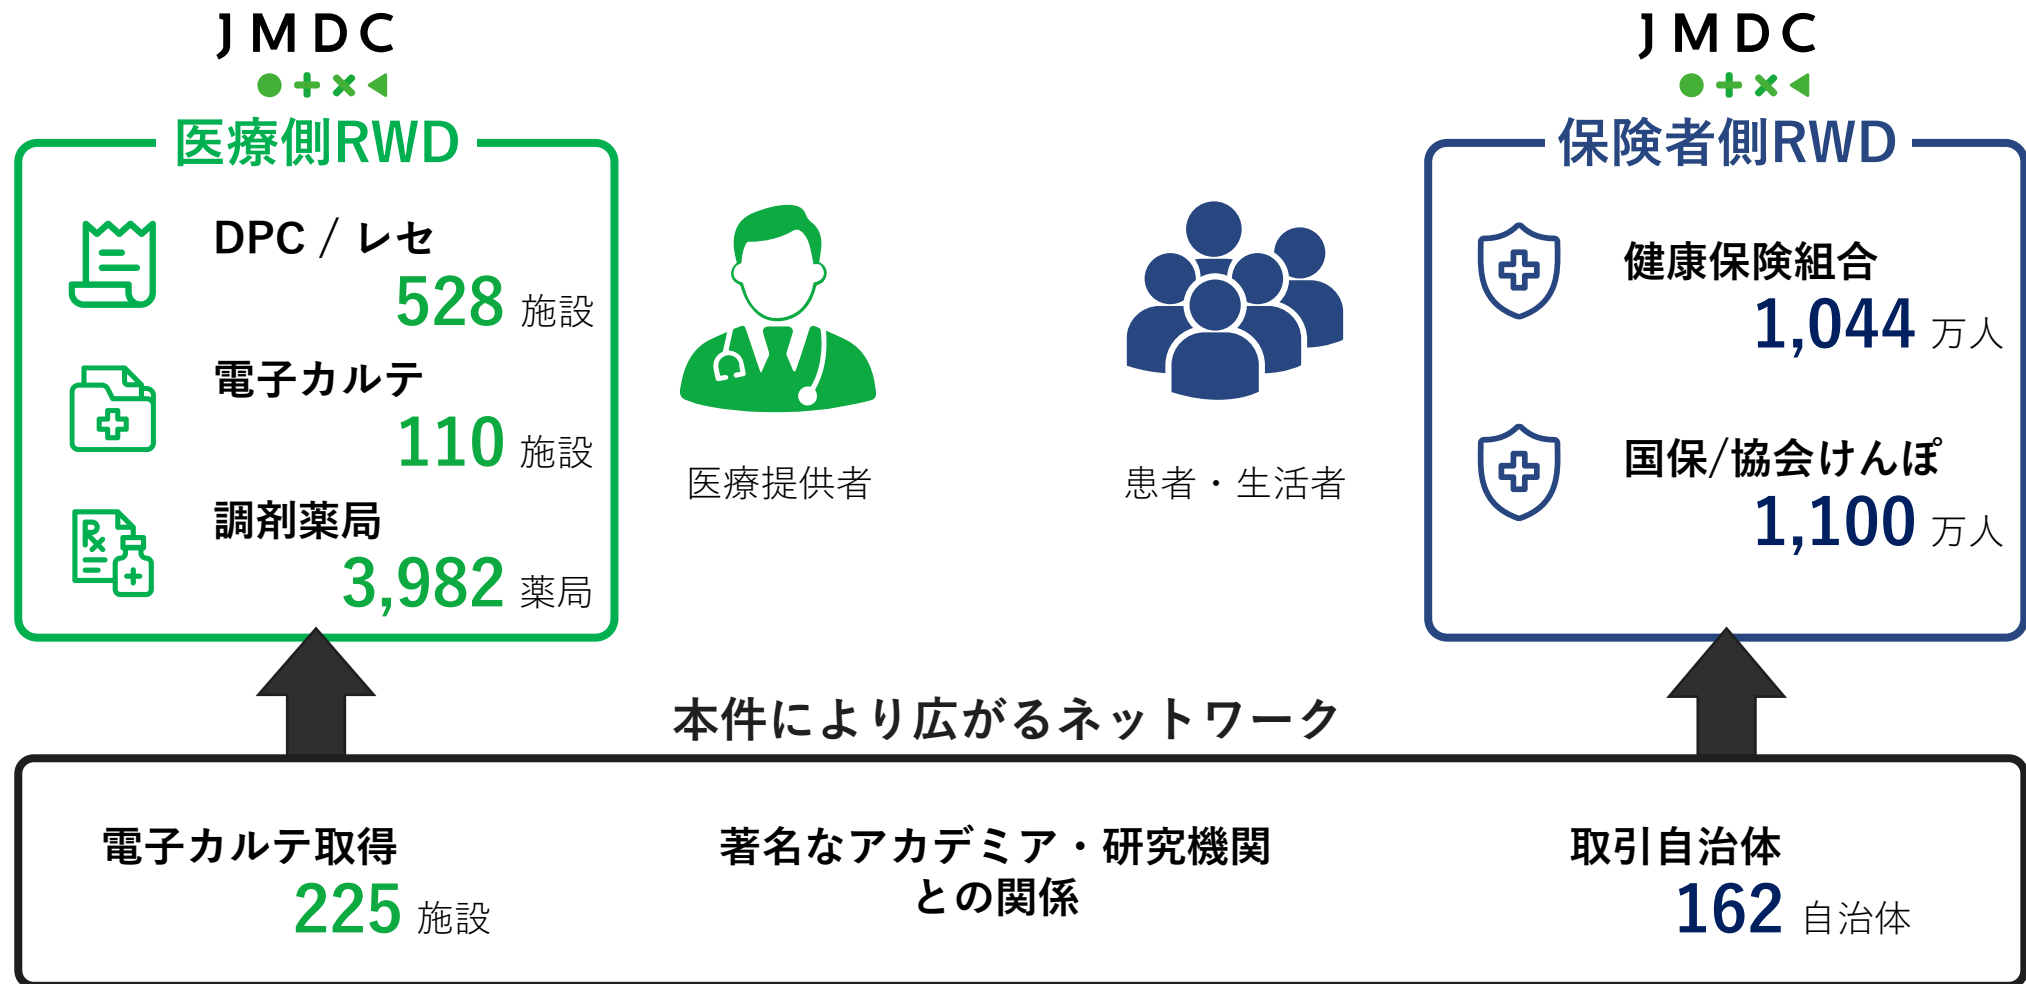 JMDC
医療側RWD
DPC / レセ
528 施設
電子カルテ
110 施設
調剤薬局
3,982 薬局
医療提供者
患者・生活者
JMDC
保険者側RWD
健康保険組合
1,044 万人
国保/協会けんぽ
1,100 万人
本件により広がるネットワーク
電子カルテ取得
225 施設
著名なアカデミア・研究機関
との関係
取引自治体
162 自治体